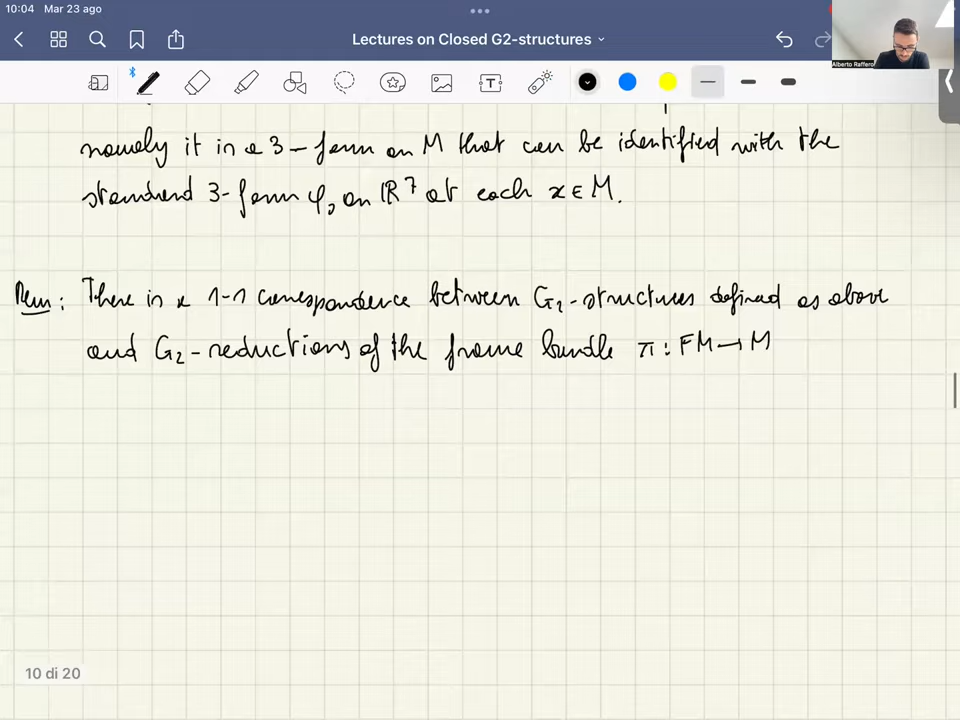 10:04 Mar 23 ago
Lectures on Closed G2-structures
Alberto Raffero
namely it is a 3-form on M that can be identified with the
standard 3-form φ₀ on ℝ⁷ at each x ∈ M.
Rem: There is a 1-1 correspondence between G₂-structures defined as above
and G₂-reductions of the frame bundle π: FM → M
10 di 20